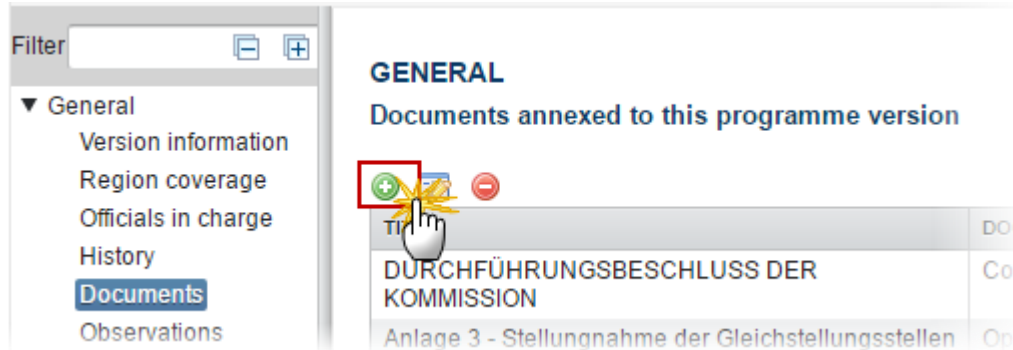 Filter
▼ General
Version information
Region coverage
Officials in charge
History
Documents
Observations
GENERAL
Documents annexed to this programme version
DURCHFÜHRUNGSBESCHLUSS DER
KOMMISSION
Anlage 3 - Stellungnahme der Gleichstellungsstellen